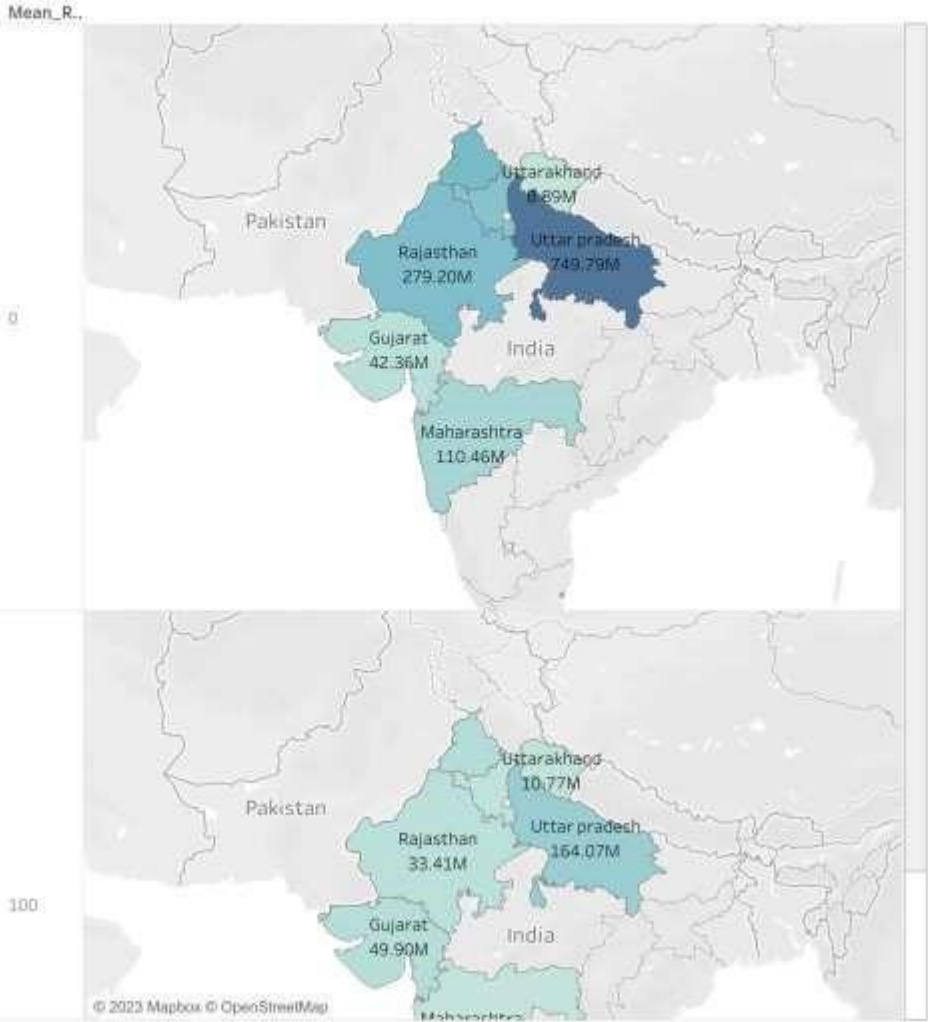 Mean_R..
Uttarakhand
Pakistan
Uttar pradesh
749.79M
Rajasthan
279.20M
0
Gujarat
42.36M
India
Maharashtra
110.46M
Uttarakhand
10.77M
Pakistan
Uttar pradesh
164.07M
Rajasthan
33.41M
100
Gujarat
49.90M
India
© 2023 Mapbox © OpenStreetMap
Maharashtra